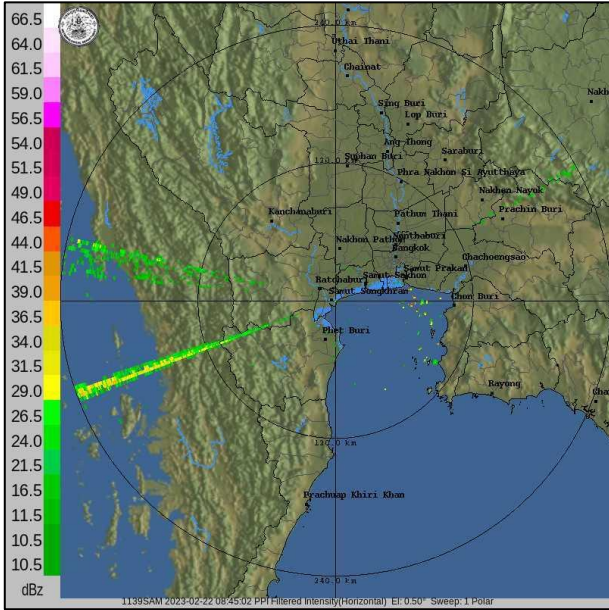 66.5
64.0
61.5
59.0
56.5
54.0
51.5
49.0
46.5
44.0
41.5
39.0
36.5
34.0
31.5
29.0
26.5
24.0
21.5
16.5
11.5
10.5
10.5
dBz
240.0 km
Uthai Thani
Chainat
Sing Buri
Lop Buri
Ang Thong
Saraburi
120.0 km
Suphan Buri
Phra Nakhon Si Ayutthaya
Nakhon Nayok
Prachin Buri
Kanchanaburi
Pathum Thani
Nonthaburi
Nakhon Pathom
Bangkok
Chachoengsao
Samut Prakan
Ratchaburi
Samut Sakhon
Samut Songkhram
Chon Buri
Phet Buri
Rayong
120.0 km
Prachuap Khiri Khan
240.0 km
1139SAM 2023-02-22 08:45:02 PPI Filtered Intensity(Horizontal) El: 0.50° Sweep: 1 Polar